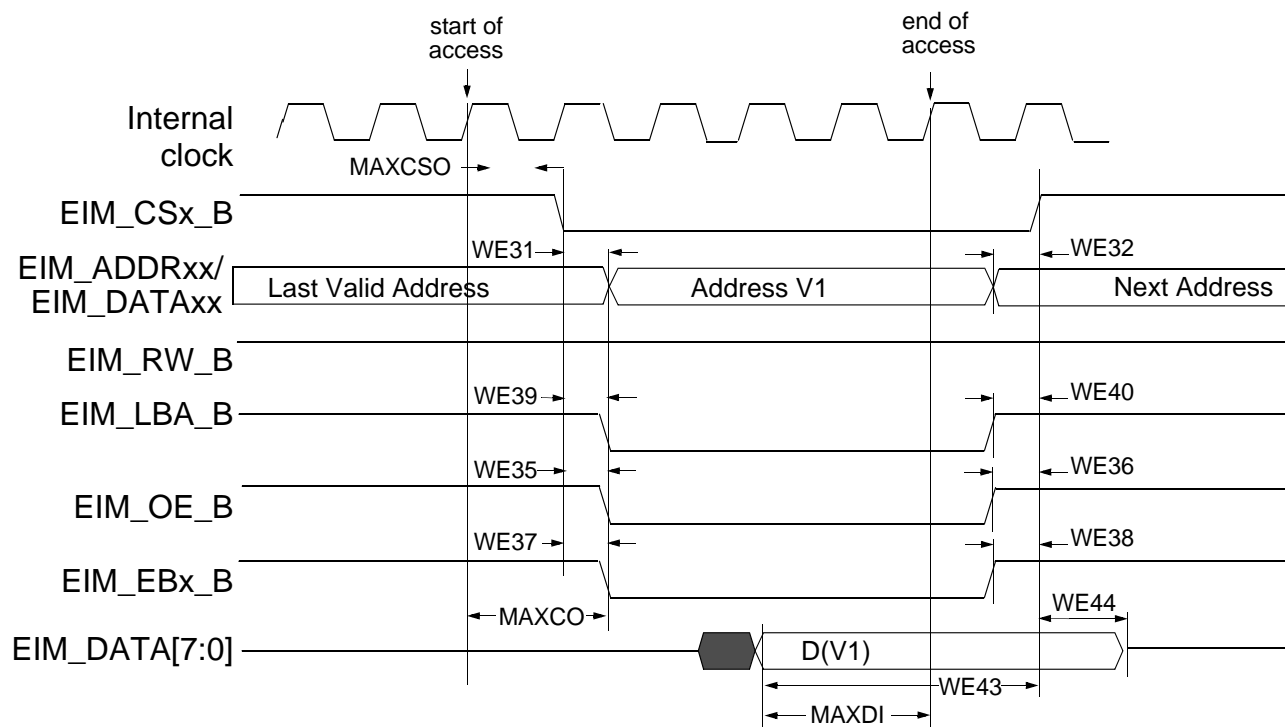 start of
access
end of
access
Internal
clock
MAXCSO
EIM_CSx_B
WE31
WE32
EIM_ADDRxx/
EIM_DATAxx
Last Valid Address
Address V1
Next Address
EIM_RW_B
WE39
WE40
EIM_LBA_B
WE35
WE36
EIM_OE_B
WE37
WE38
EIM_EBx_B
MAXCO
WE44
EIM_DATA[7:0]
D(V1)
WE43
MAXDI